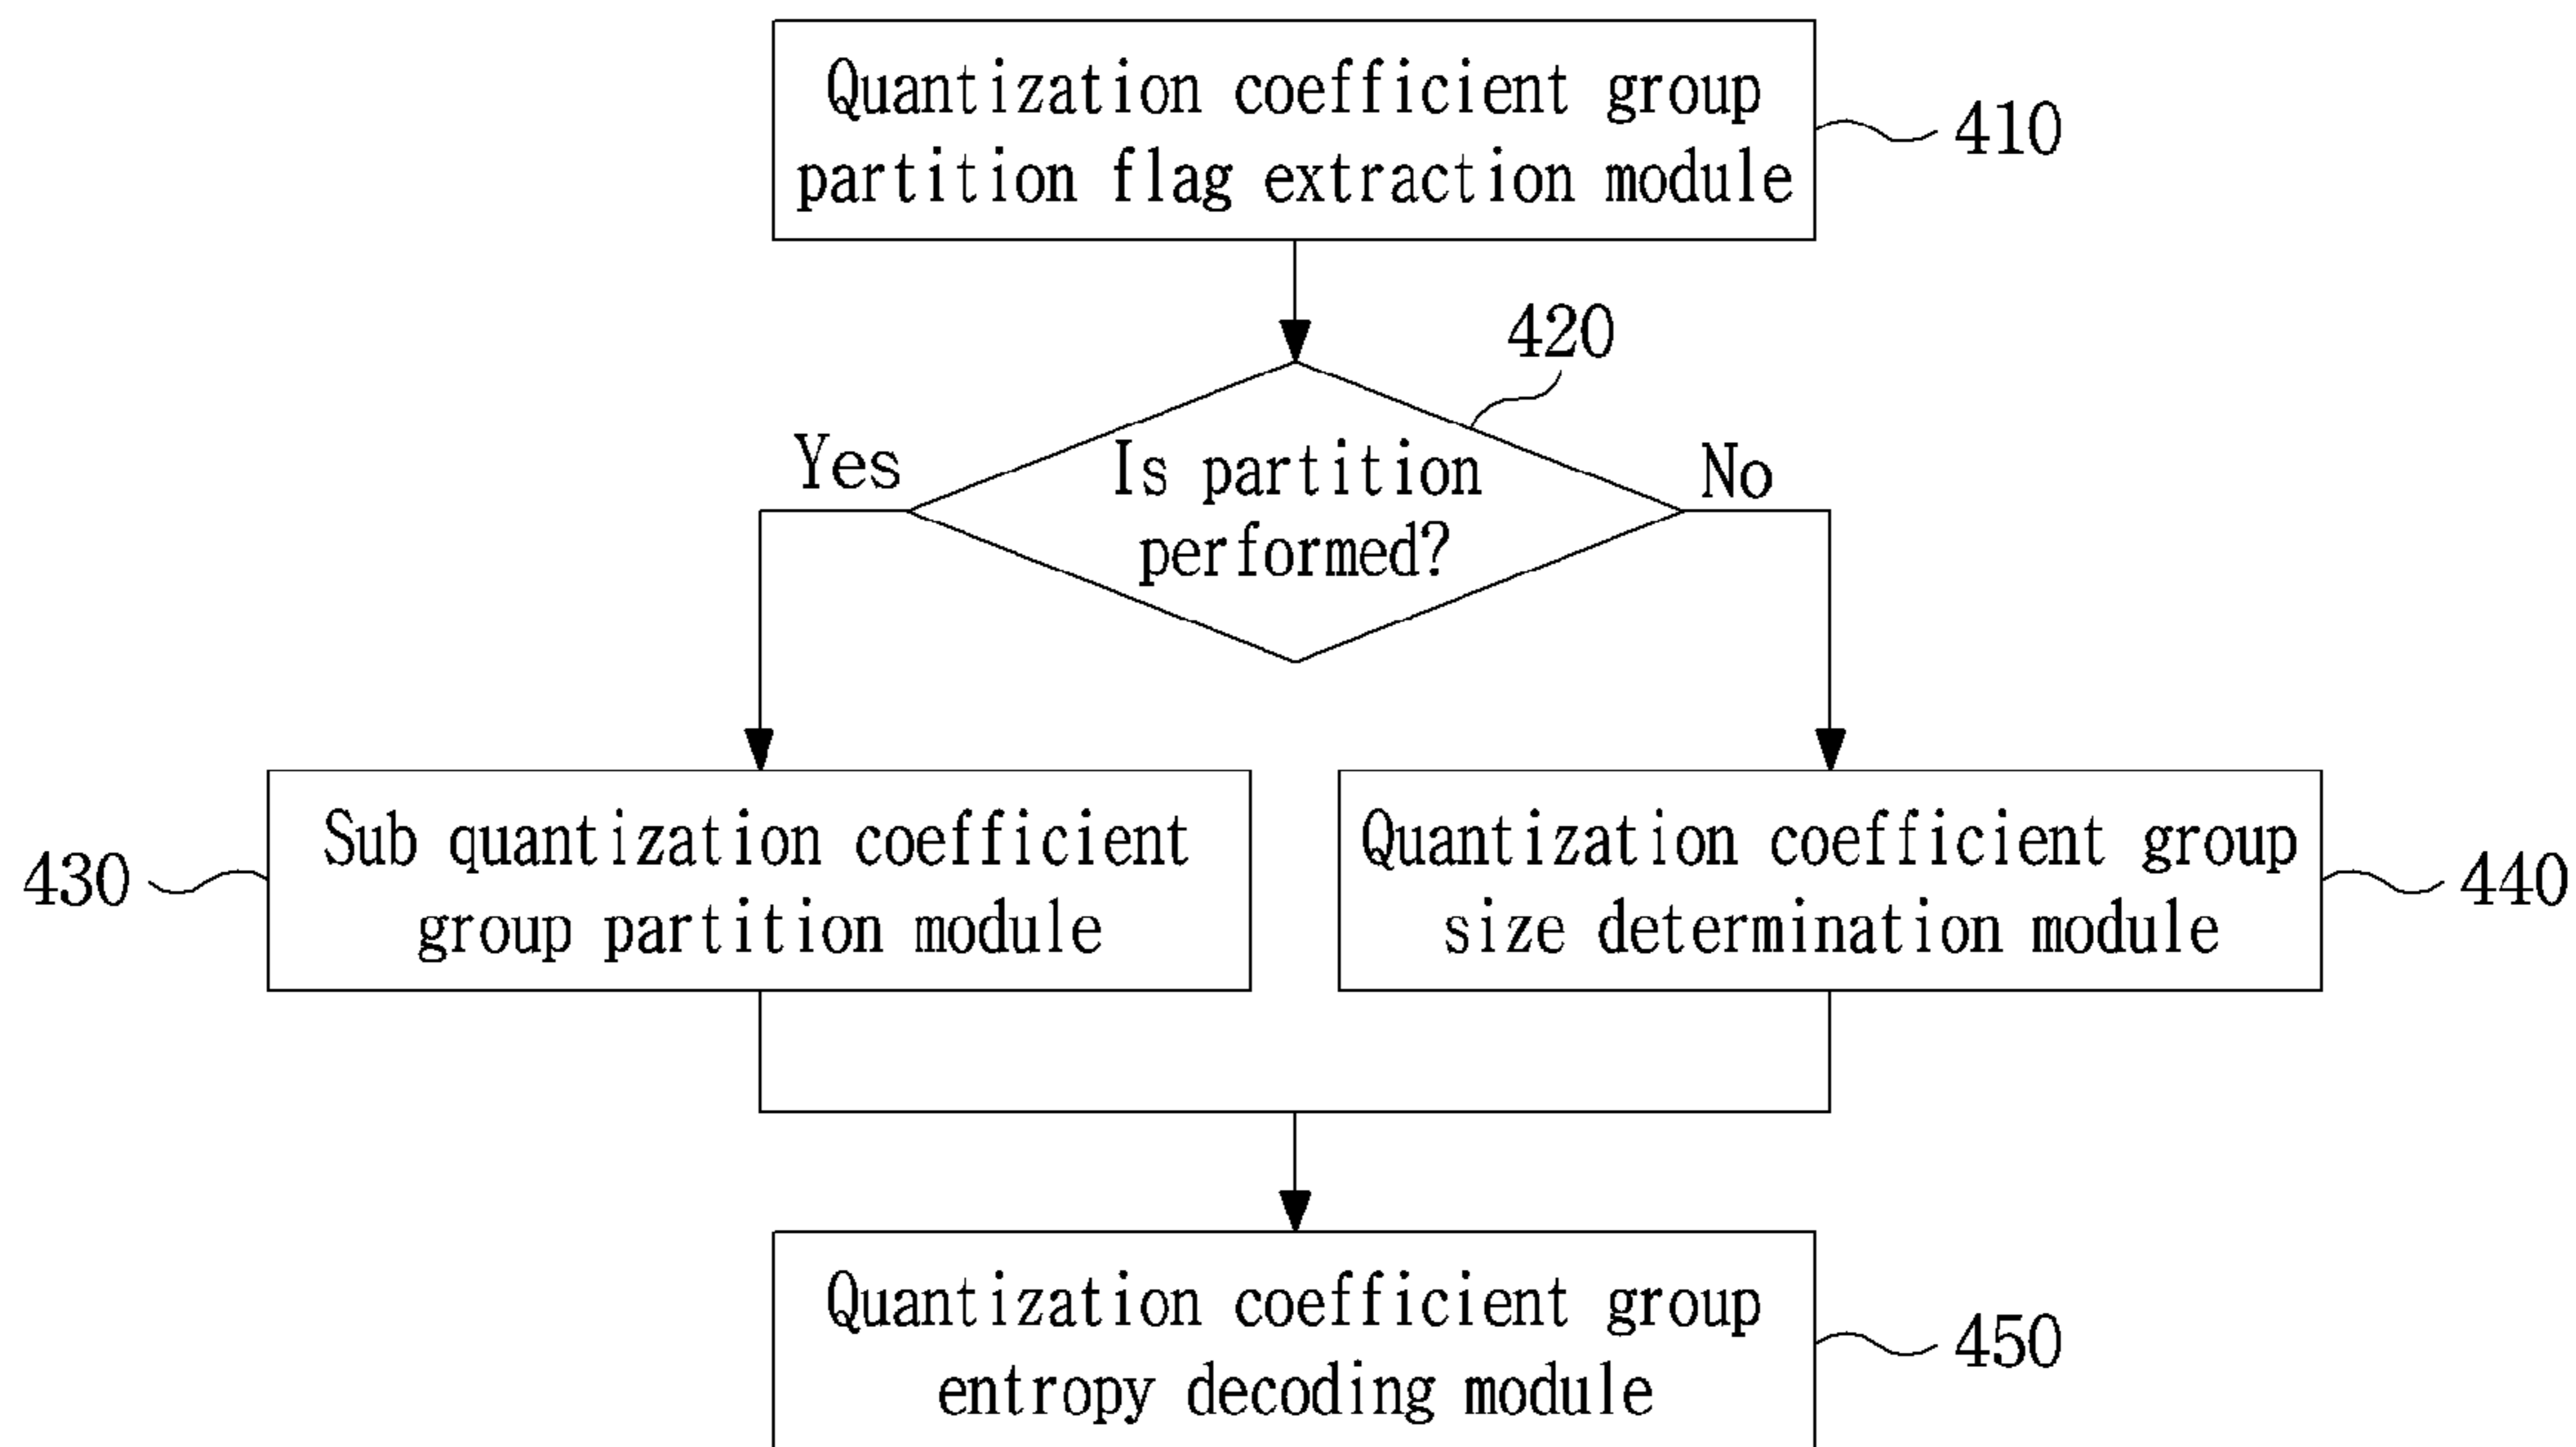 Quantization coefficient group
partition flag extraction module
410
420
Yes
Is partition
performed?
No
430
Sub quantization coefficient
group partition module
Quantization coefficient group
size determination module
440
Quantization coefficient group
entropy decoding module
450